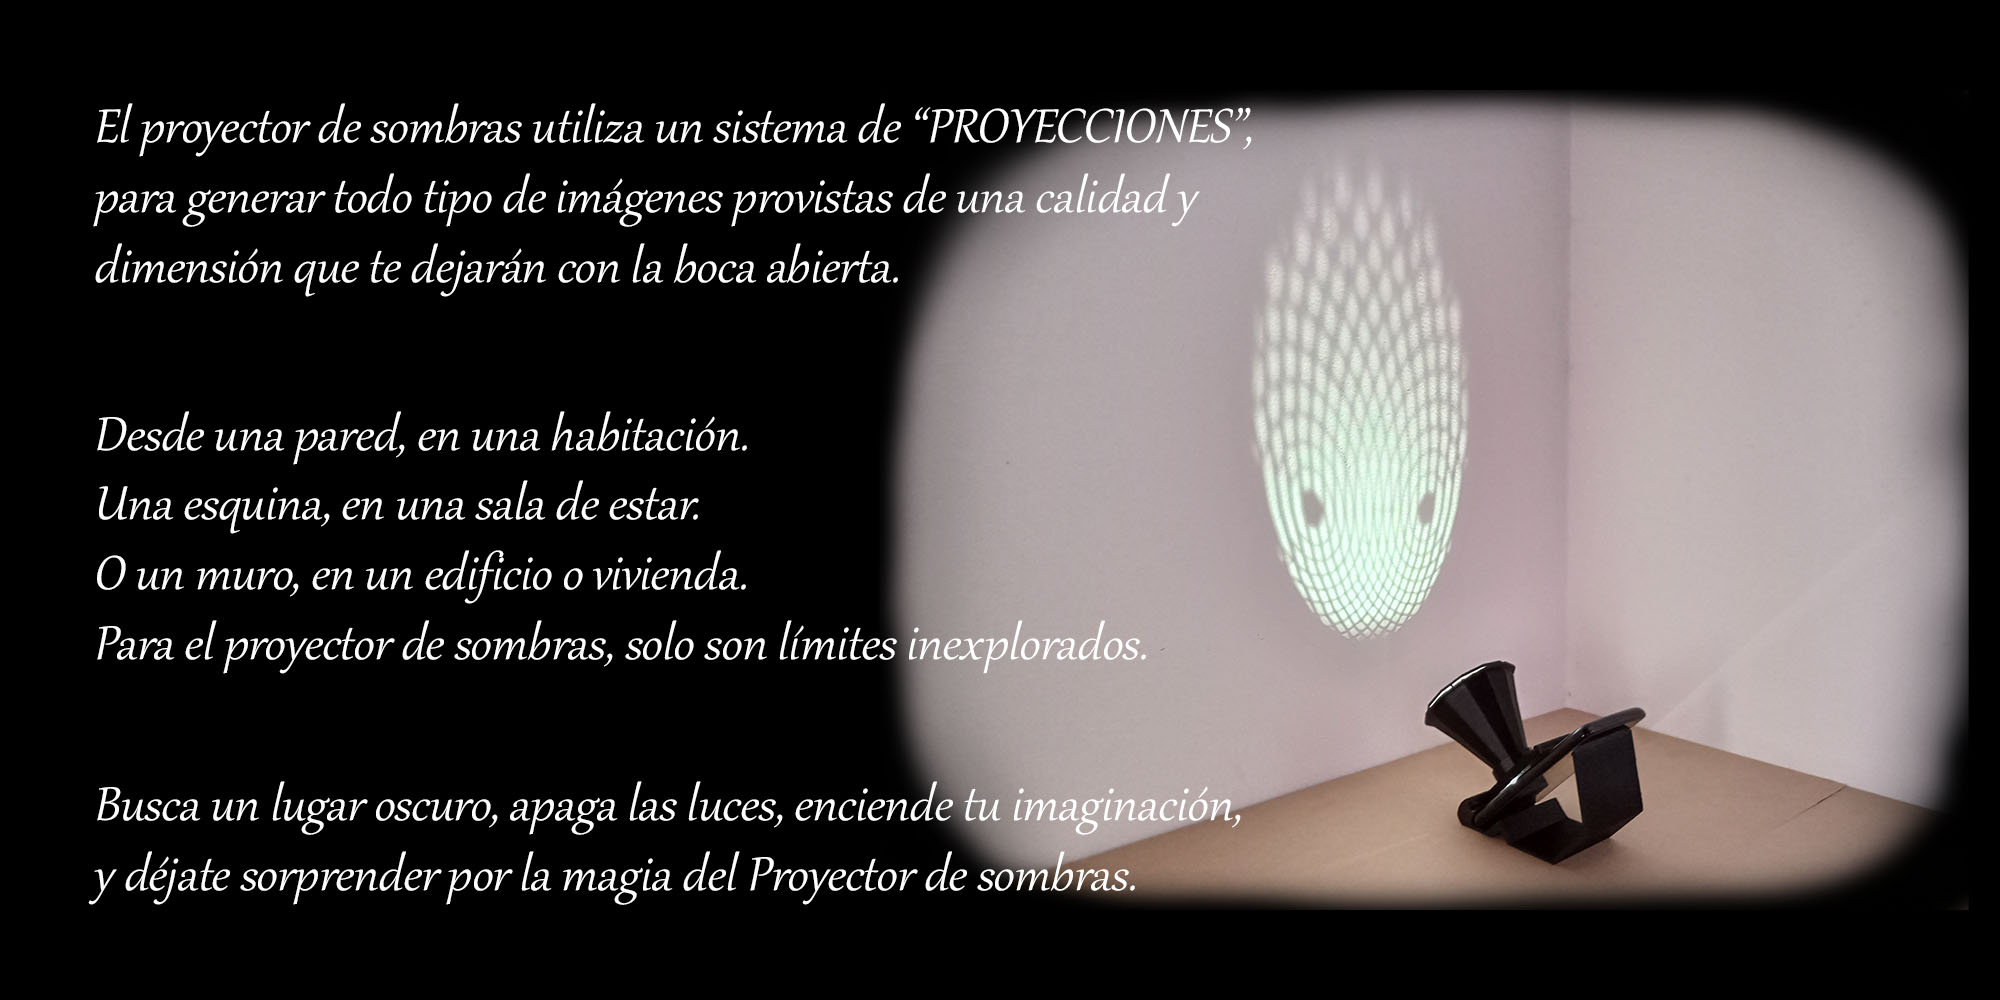 El proyector de sombras utiliza un sistema de “PROYECCIONES”,
para generar todo tipo de imágenes provistas de una calidad y
dimensión que te dejarán con la boca abierta.
Desde una pared, en una habitación.
Una esquina, en una sala de estar.
O un muro, en un edificio o vivienda.
Para el proyector de sombras, solo son límites inexplorados.
Busca un lugar oscuro, apaga las luces, enciende tu imaginación,
y déjate sorprender por la magia del Proyector de sombras.